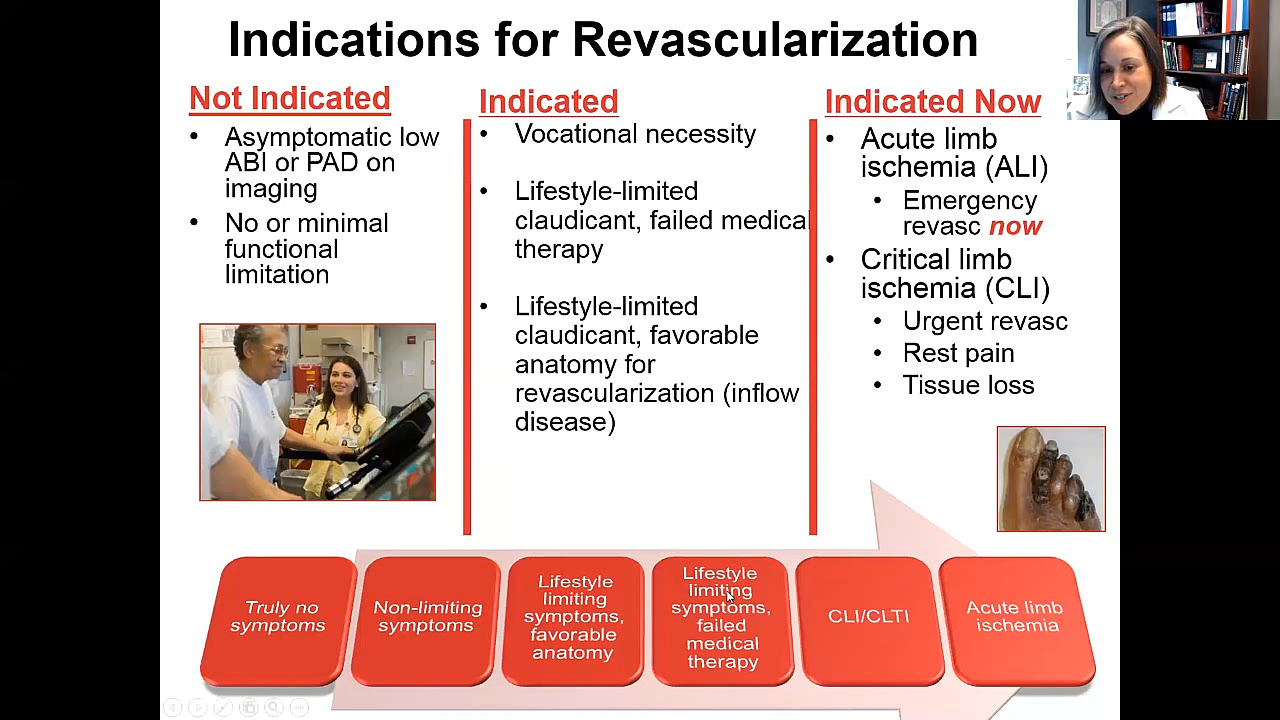 Indications for Revascularization
Not Indicated
• Asymptomatic low
ABI or PAD on
imaging
• No or minimal
functional
limitation
Indicated
• Vocational necessity
• Lifestyle-limited
claudicant, failed medical
therapy
• Lifestyle-limited
claudicant, favorable
anatomy for
revascularization (inflow
disease)
Indicated Now
• Acute limb
ischemia (ALI)
• Emergency
revasc now
• Critical limb
ischemia (CLI)
• Urgent revasc
• Rest pain
• Tissue loss
Truly no
symptoms
Non-limiting
symptoms
Lifestyle
limiting
symptoms,
favorable
anatomy
Lifestyle
limiting
symptoms,
failed
medical
therapy
CLI/CLTI
Acute limb
ischemia